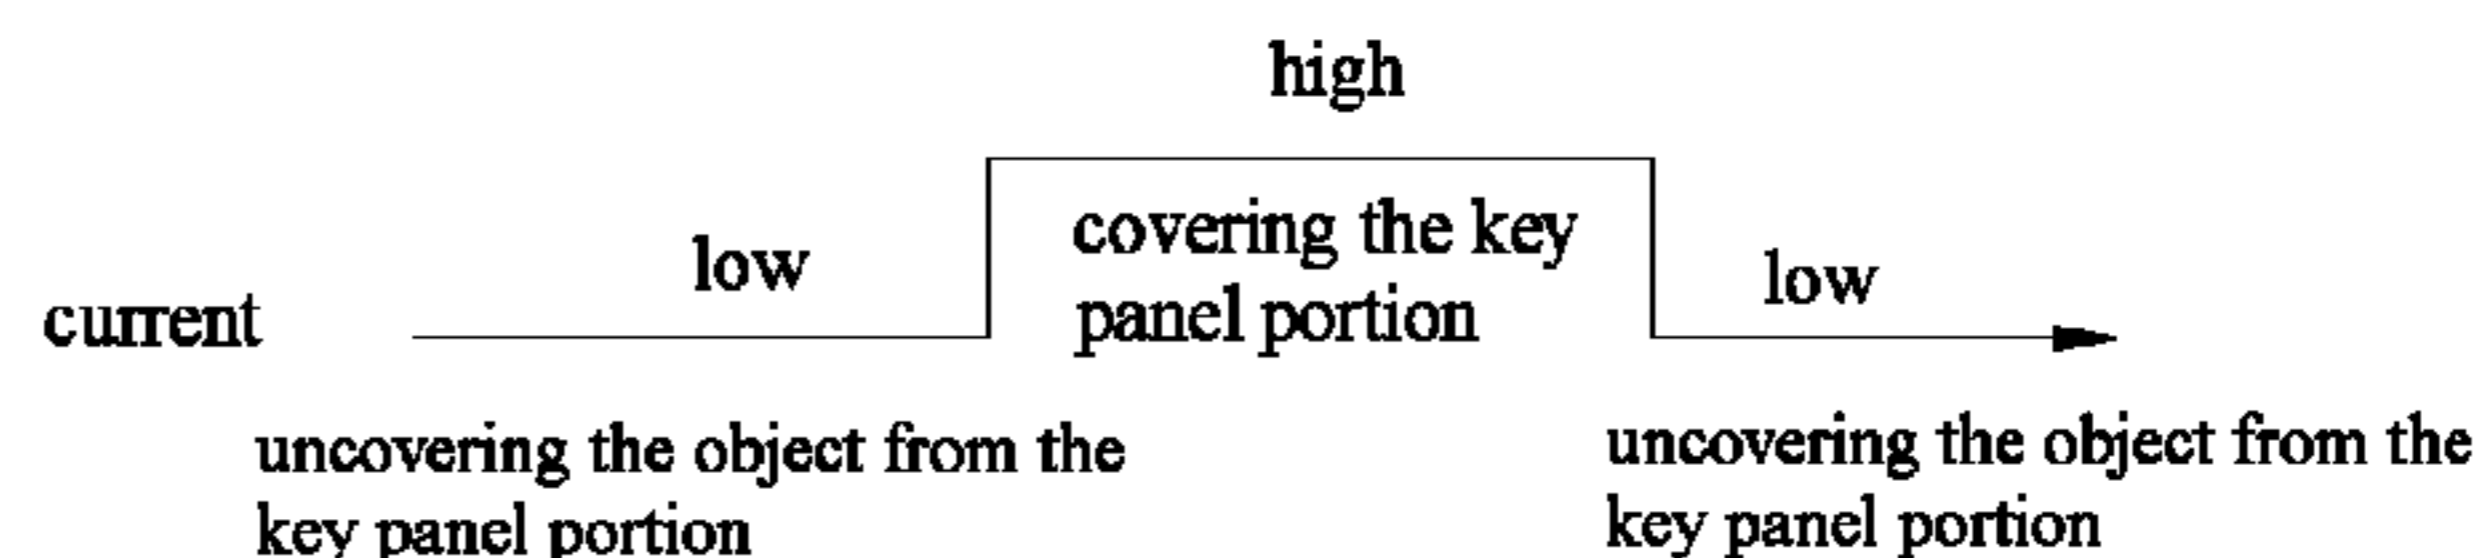 high
low
covering the key
panel portion
low
current
uncovering the object from the
key panel portion
uncovering the object from the
key panel portion